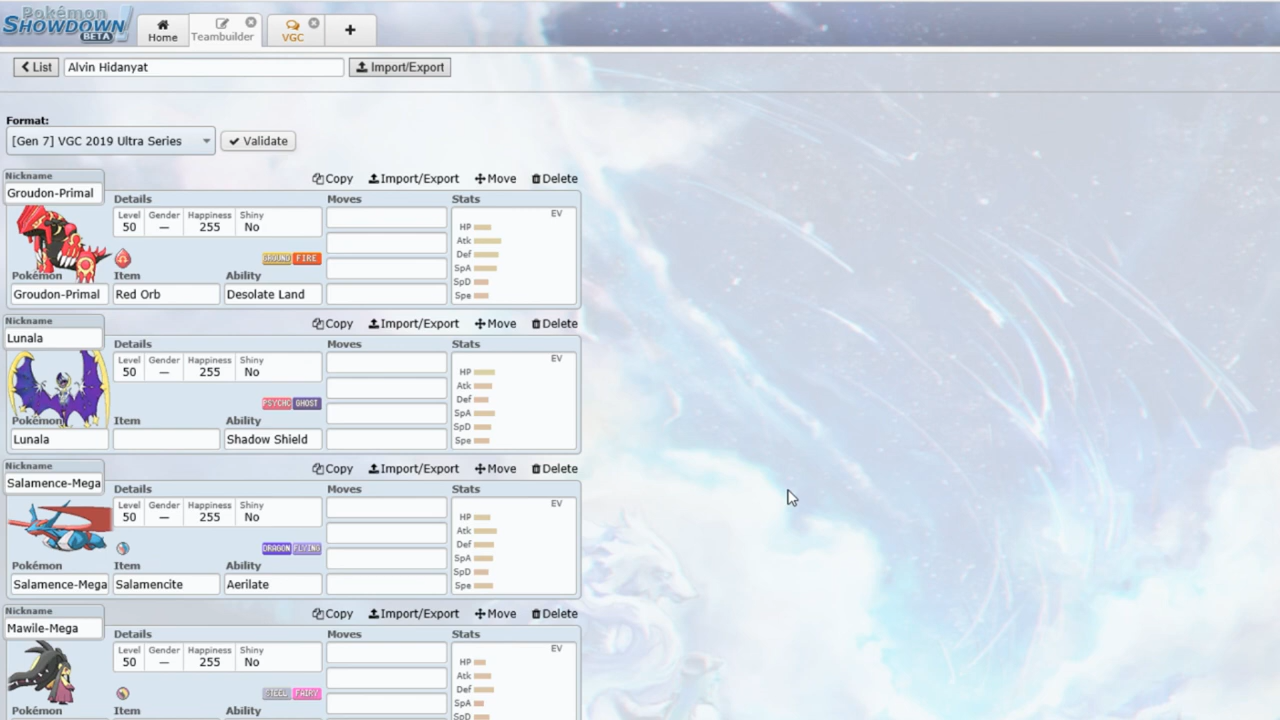 Pokémon
SHOWDOWN!
BETA
Home
Teambuilder
VGC
List
Alvin Hidanyat
Import/Export
Format:
[Gen 7] VGC 2019 Ultra Series
Validate
Nickname
Groudon-Primal
Copy Import/Export Move Delete
Details Moves Stats
Level Gender Happiness Shiny
50 — 255 No
EV
HP
Atk
Def
SpA
SpD
Spe
GROUND FIRE
Pokémon Item Ability
Groudon-Primal Red Orb Desolate Land
Nickname
Lunala
Copy Import/Export Move Delete
Details Moves Stats
Level Gender Happiness Shiny
50 — 255 No
EV
HP
Atk
Def
SpA
SpD
Spe
PSYCHC GHOST
Pokémon Item Ability
Lunala Shadow Shield
Nickname
Salamence-Mega
Copy Import/Export Move Delete
Details Moves Stats
Level Gender Happiness Shiny
50 — 255 No
EV
HP
Atk
Def
SpA
SpD
Spe
DRAGON FLYING
Pokémon Item Ability
Salamence-Mega Salamencite Aerilate
Nickname
Mawile-Mega
Copy Import/Export Move Delete
Details Moves Stats
Level Gender Happiness Shiny
50 — 255 No
EV
HP
Atk
Def
SpA
SpD
STEEL FAIRY
Pokémon Item Ability